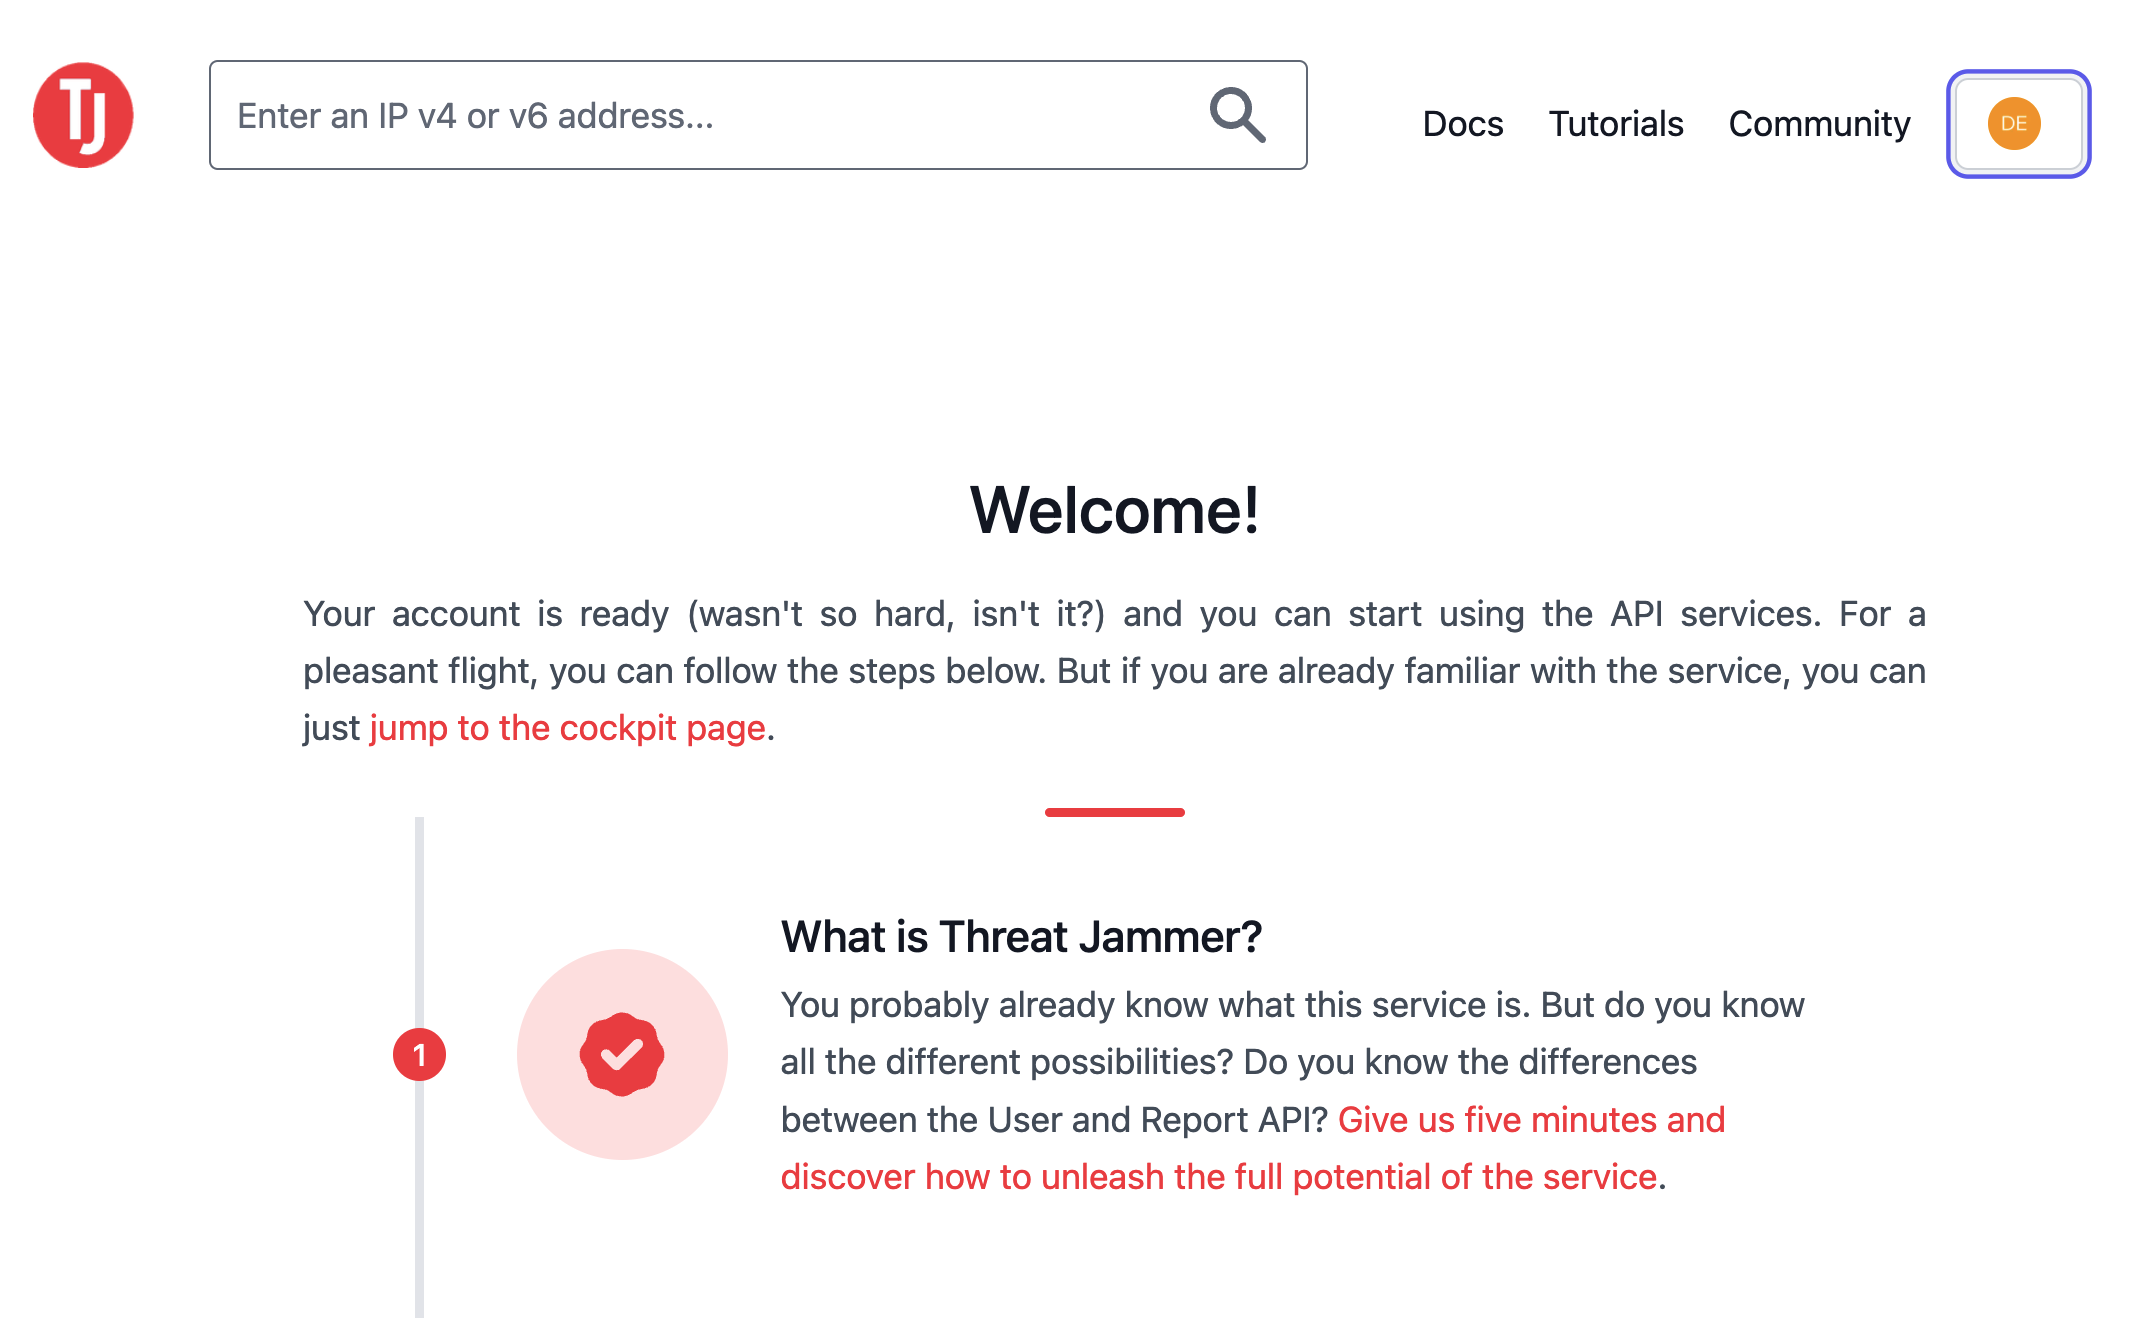 TJ
Enter an IP v4 or v6 address...
Docs
Tutorials
Community
DE
Welcome!
Your account is ready (wasn't so hard, isn't it?) and you can start using the API services. For a
pleasant flight, you can follow the steps below. But if you are already familiar with the service, you can
just jump to the cockpit page.
What is Threat Jammer?
1
You probably already know what this service is. But do you know
all the different possibilities? Do you know the differences
between the User and Report API? Give us five minutes and
discover how to unleash the full potential of the service.